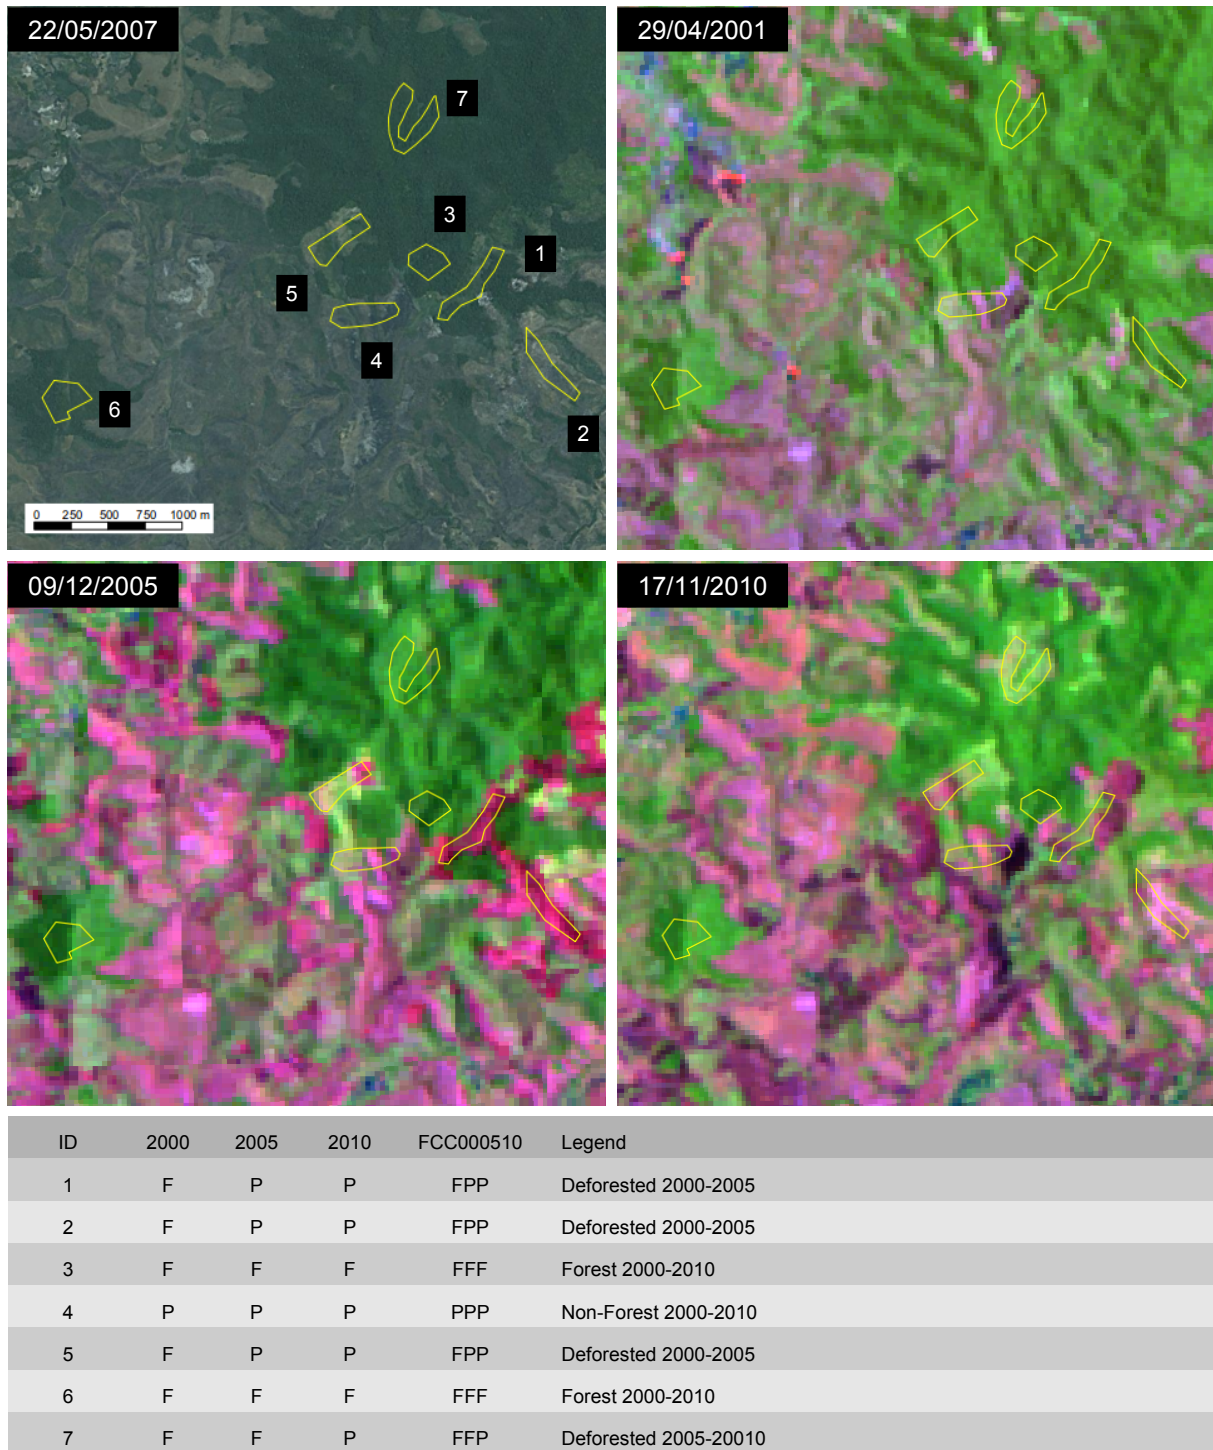 22/05/2007
29/04/2001
7
3
1
5
4
6
2
0 250 500 750 1000 m
09/12/2005
17/11/2010
ID 2000 2005 2010 FCC000510 Legend
1 F P P FPP Deforested 2000-2005
2 F P P FPP Deforested 2000-2005
3 F F F FFF Forest 2000-2010
4 P P P PPP Non-Forest 2000-2010
5 F P P FPP Deforested 2000-2005
6 F F F FFF Forest 2000-2010
7 F F P FFP Deforested 2005-20010